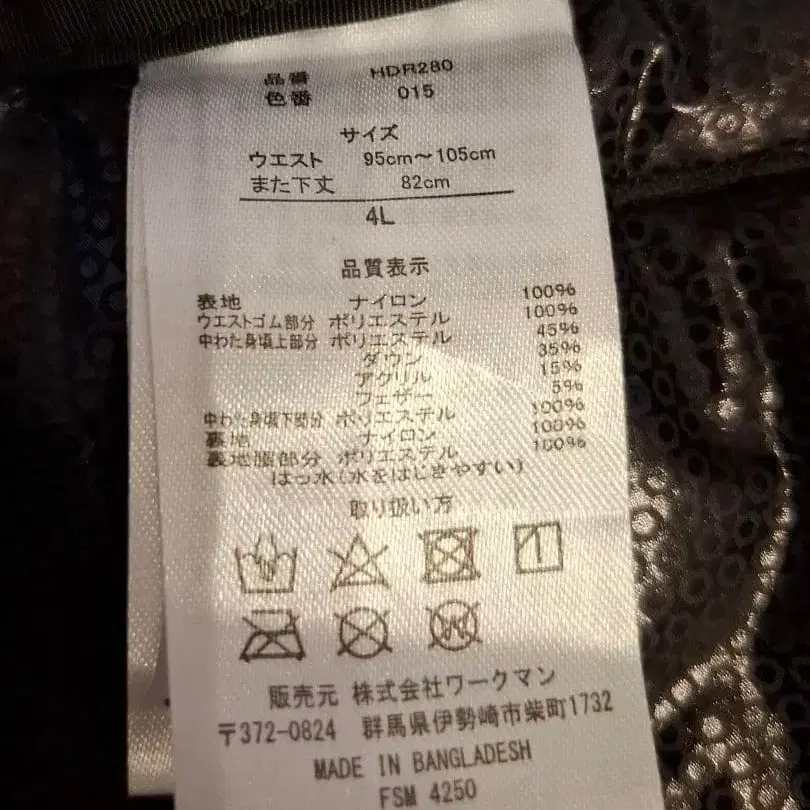 品番 HDR280
色番 015
サイズ
ウエスト 95cm～105cm
また下丈 82cm
4L
品質表示
表地 ナイロン 100%
ウエストゴム部分 ポリエステル 100%
中わた身頃上部分 ポリエステル 45%
ダウン 35%
アクリル 15%
フェザー 5%
中わた身頃下部分 ポリエステル 100%
裏地 ナイロン 100%
裏地腰部分 ポリエステル 100%
はっ水(水をはじきやすい)
取り扱い方
販売元 株式会社ワークマン
〒372-0824 群馬県伊勢崎市柴町1732
MADE IN BANGLADESH
FSM 4250